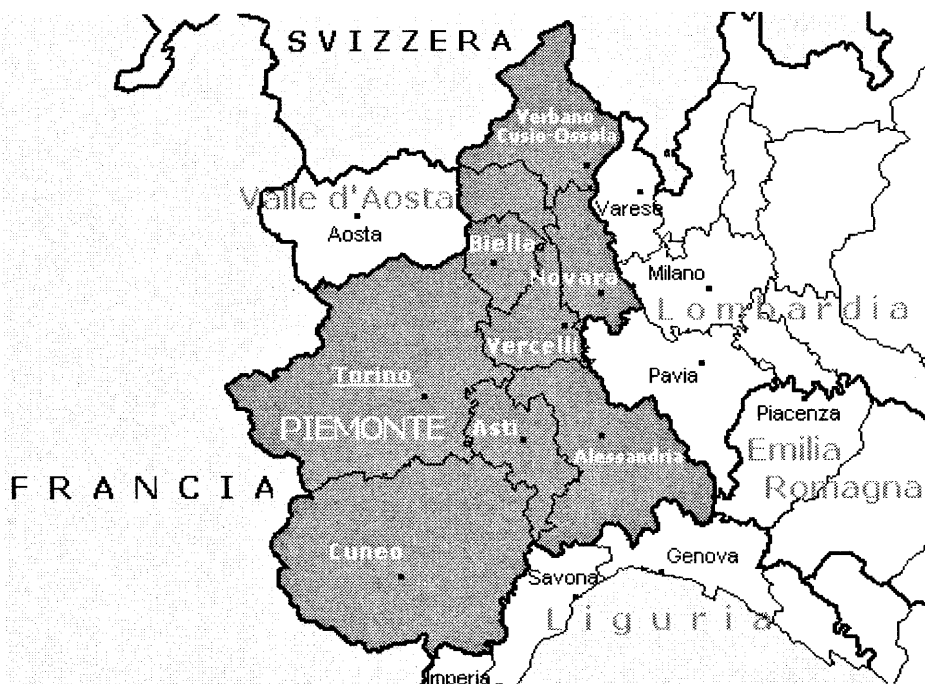 SVIZZERA
Verbano
Cusio-Ossola
Valle d'Aosta
Varese
Aosta
Biella
Novara
Milano
Lombardia
Vercelli
Torino
Pavia
Piacenza
PIEMONTE
Asti
Alessandria
Emilia
Romagna
FRANCIA
Cuneo
Genova
Savona
Liguria
Imperia